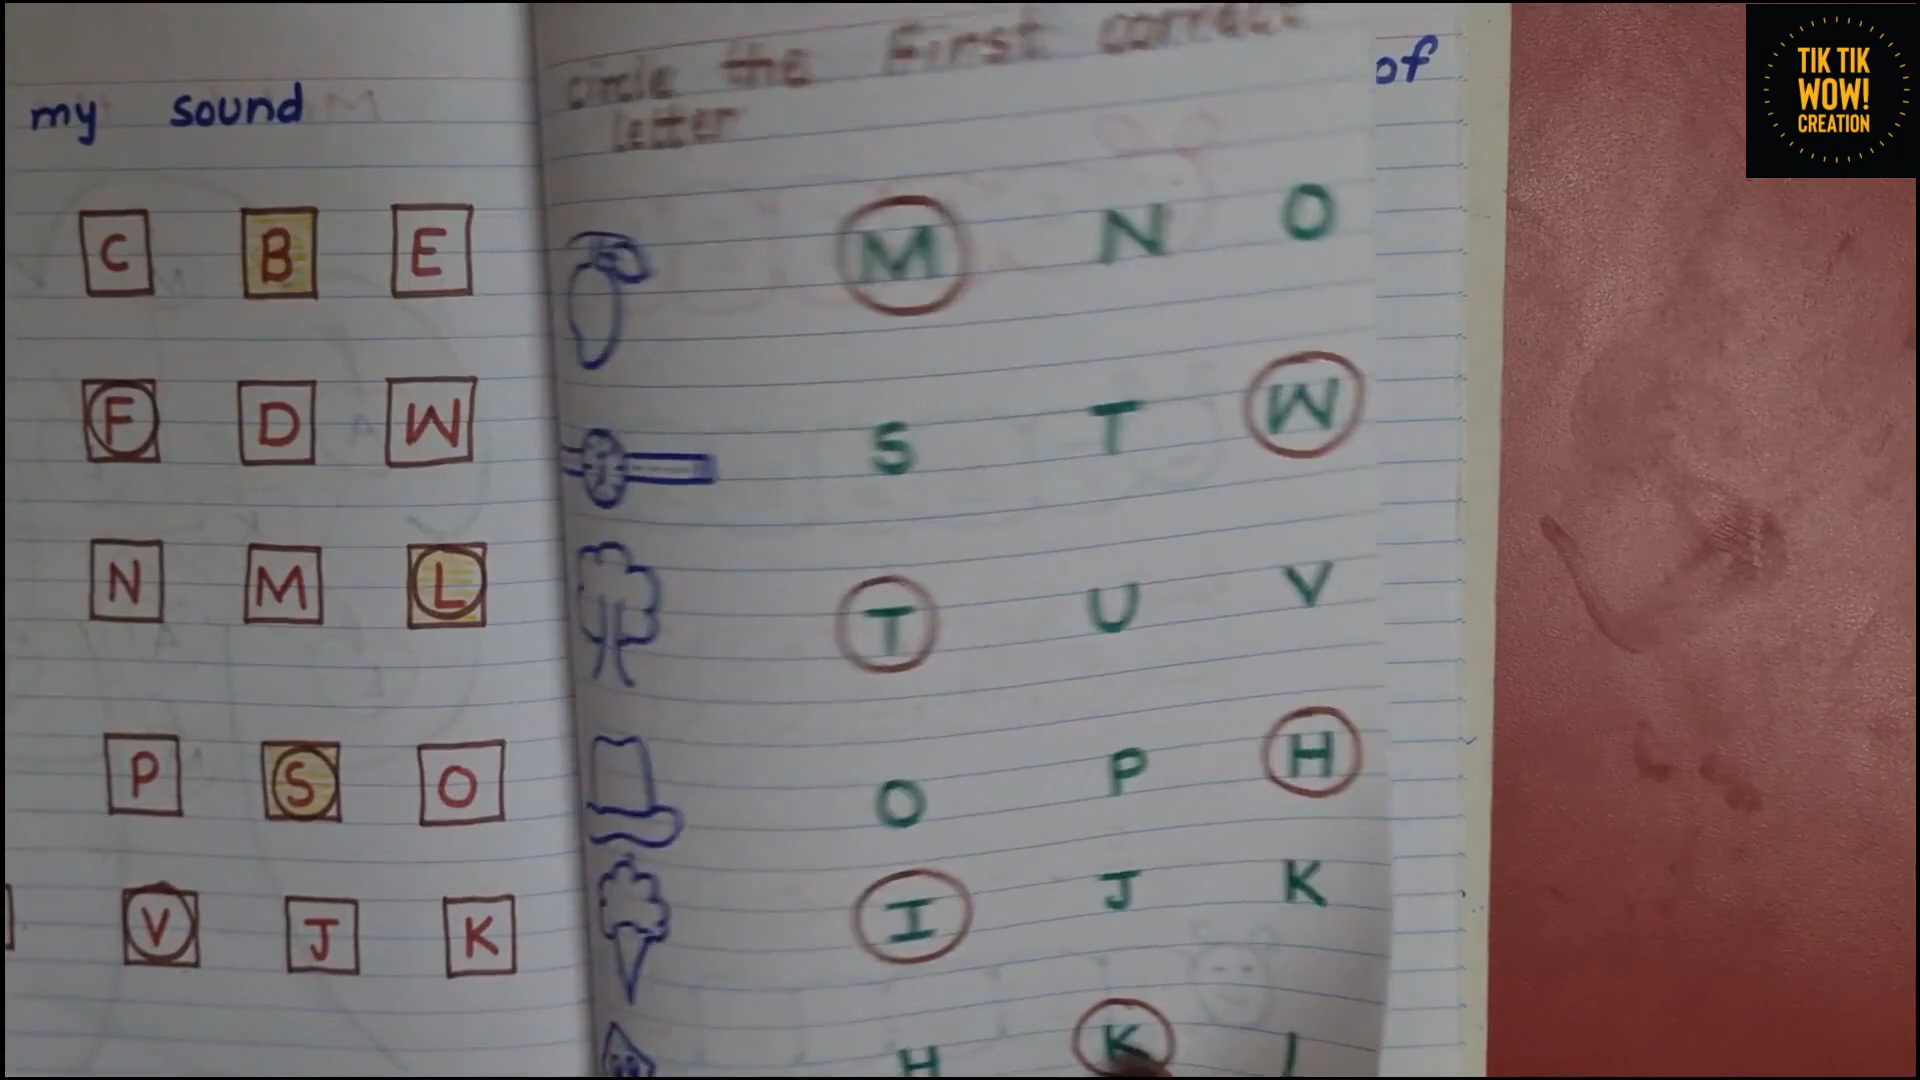 my sound
C B E
F D W
N M L
P S O
V J K
circle the First correct
letter
M N O
S T W
T U V
O P H
I J K
H K J
of
TIK TIK
WOW!
CREATION